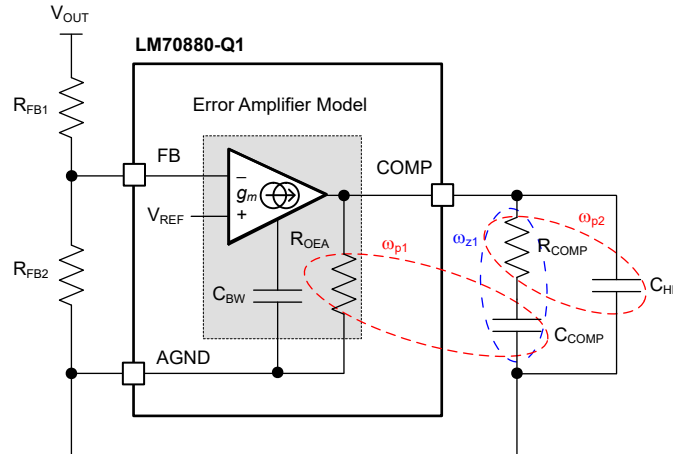 VOUT
LM70880-Q1
Error Amplifier Model
RFB1
FB
COMP
gm
−
+
VREF
ROEA
ωp1
ωz1
ωp2
RCOMP
RFB2
CBW
CCOMP
AGND